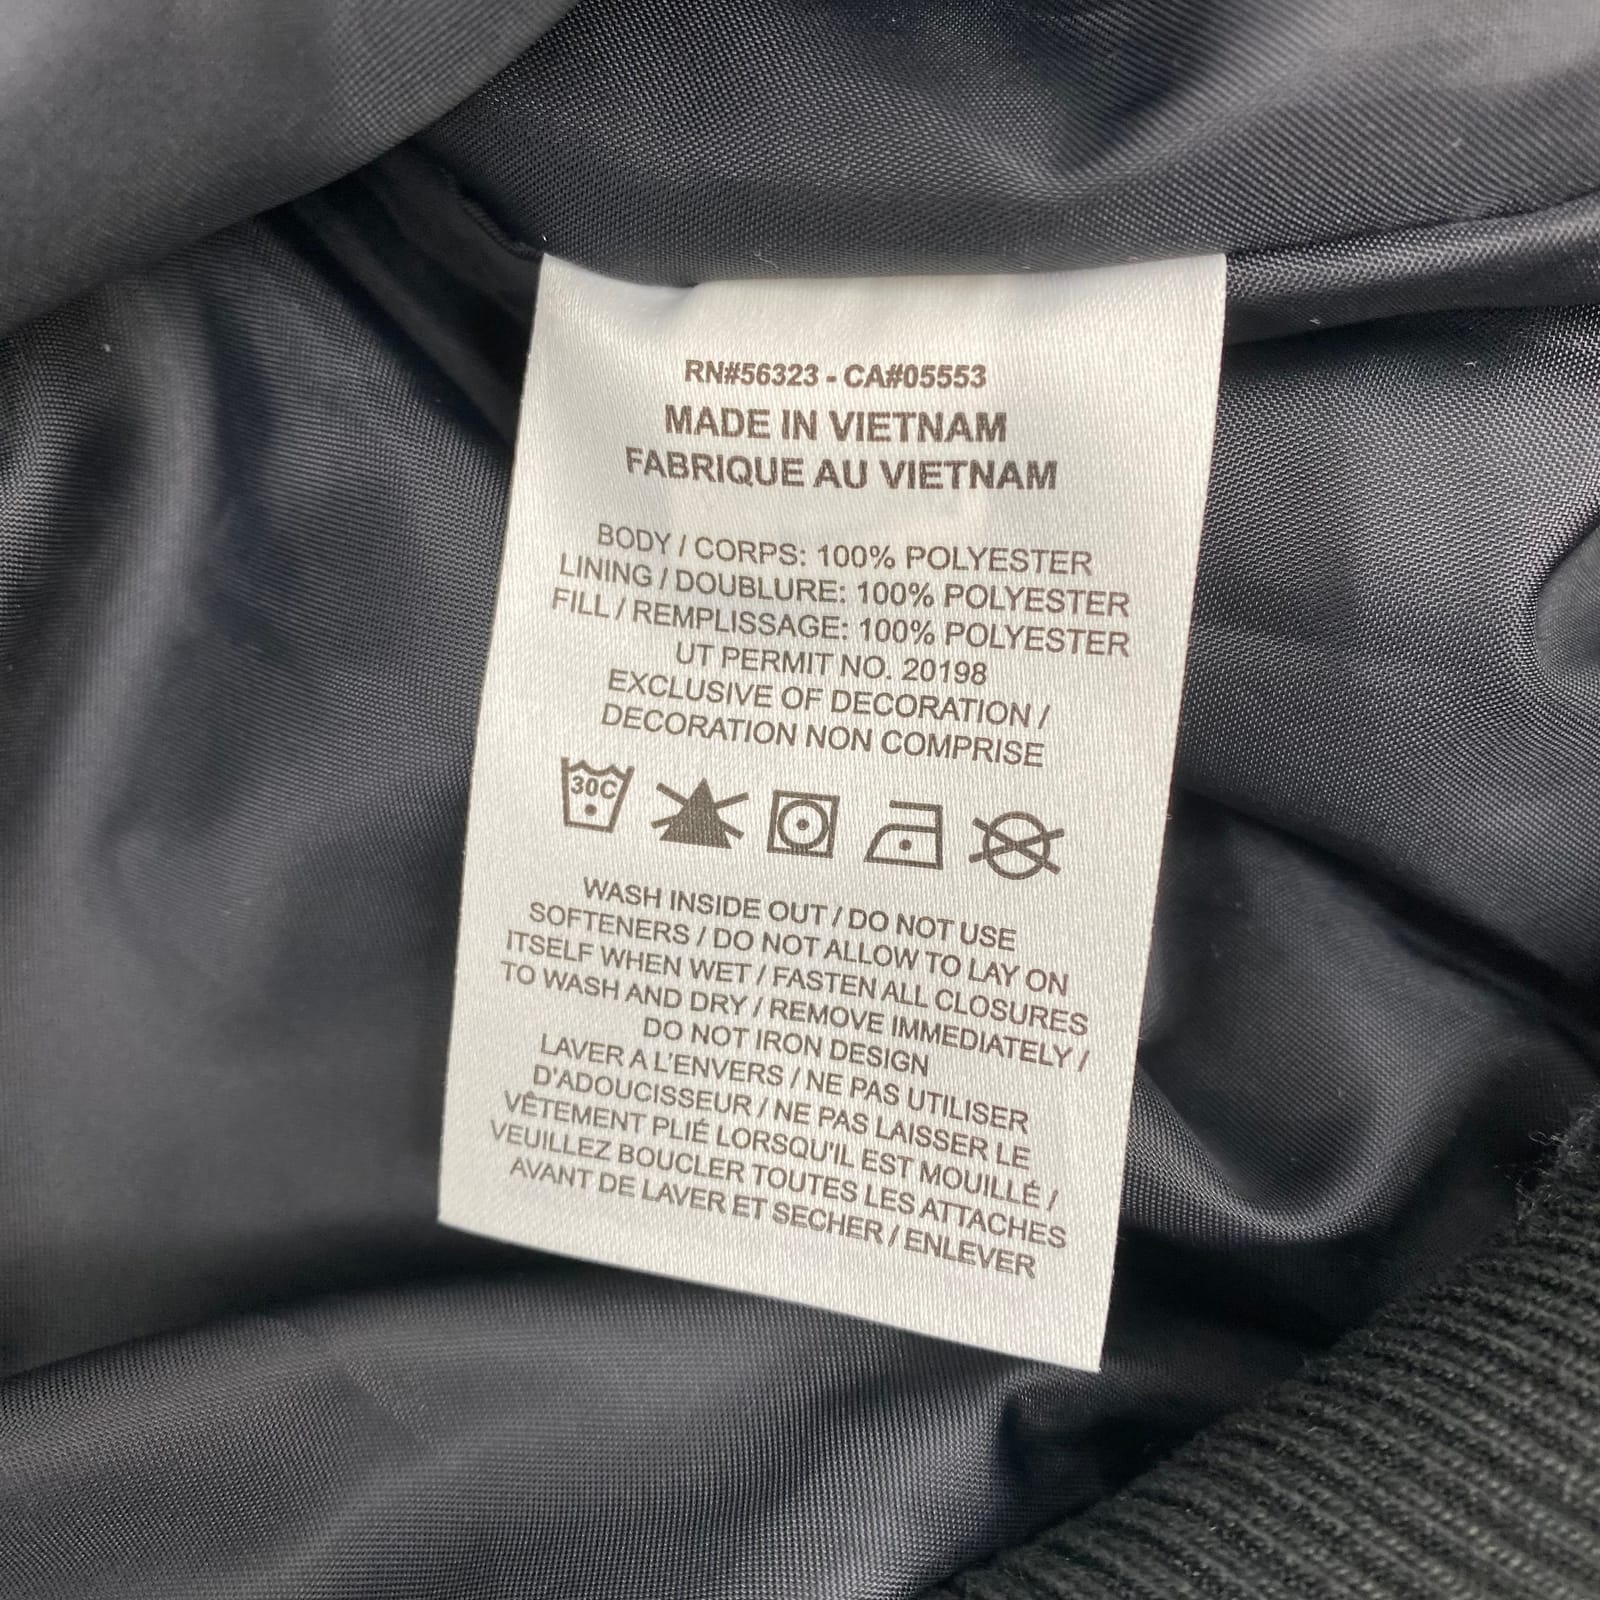 RN#56323 - CA#05553
MADE IN VIETNAM
FABRIQUE AU VIETNAM
BODY / CORPS: 100% POLYESTER
LINING / DOUBLURE: 100% POLYESTER
FILL / REMPLISSAGE: 100% POLYESTER
UT PERMIT NO. 20198
EXCLUSIVE OF DECORATION /
DECORATION NON COMPRISE
30C
WASH INSIDE OUT / DO NOT USE
SOFTENERS / DO NOT ALLOW TO LAY ON
ITSELF WHEN WET / FASTEN ALL CLOSURES
TO WASH AND DRY / REMOVE IMMEDIATELY /
DO NOT IRON DESIGN
LAVER A L'ENVERS / NE PAS UTILISER
D'ADOUCISSEUR / NE PAS LAISSER LE
VÊTEMENT PLIÉ LORSQU'IL EST MOUILLÉ /
VEUILLEZ BOUCLER TOUTES LES ATTACHES
AVANT DE LAVER ET SECHER / ENLEVER